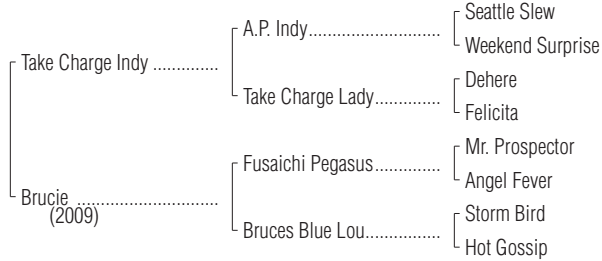 Seattle Slew
A.P. Indy..............................
Weekend Surprise
Take Charge Indy ..............
Dehere
Take Charge Lady..............
Felicita
Mr. Prospector
Fusaichi Pegasus..............
Angel Fever
Brucie ..............................
(2009)
Storm Bird
Bruces Blue Lou................
Hot Gossip